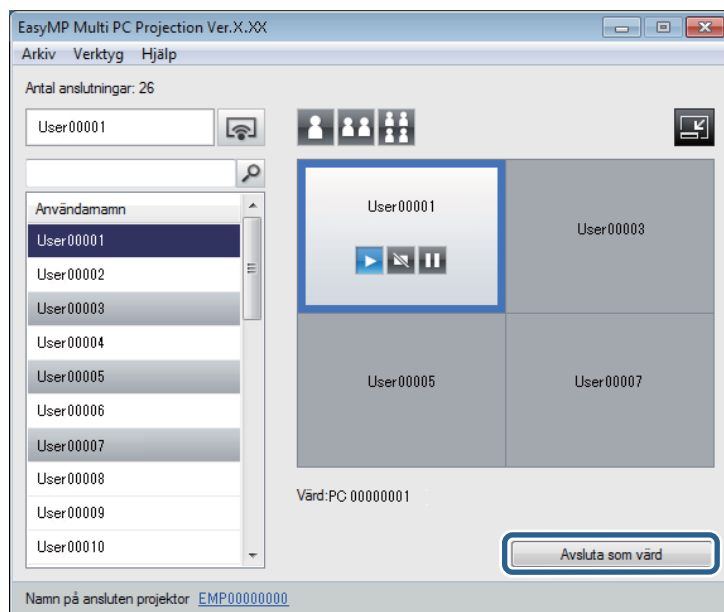 EasyMP Multi PC Projection Ver.X.XX
Arkiv Verktyg Hjälp
Antal anslutningar: 26
User00001
Användarnamn
User00001
User00002
User00003
User00004
User00005
User00006
User00007
User00008
User00009
User00010
User00001
User00003
User00005
User00007
Värd:PC 00000001
Avsluta som värd
Namn på ansluten projektor EMP00000000